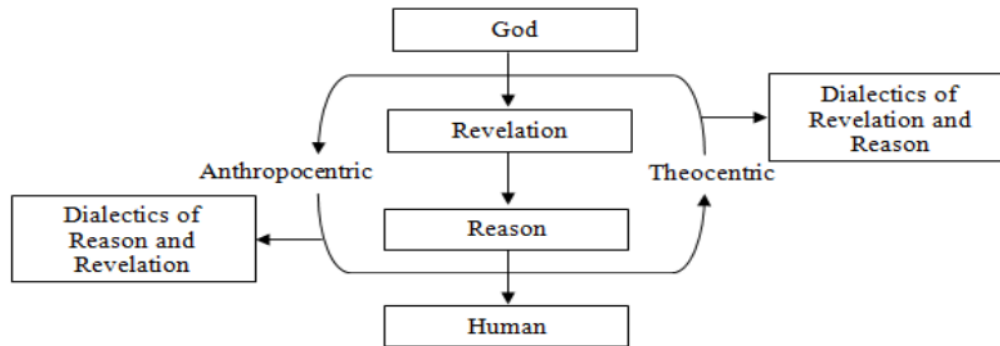 God
Dialectics of
Revelation and
Reason
Revelation
Anthropocentric
Theocentric
Dialectics of
Reason and
Revelation
Reason
Human